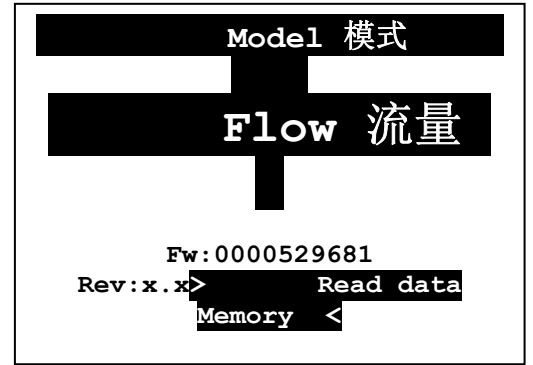 Model 模式
Flow 流量
Fw:0000529681
Rev:x.x> Read data
Memory <